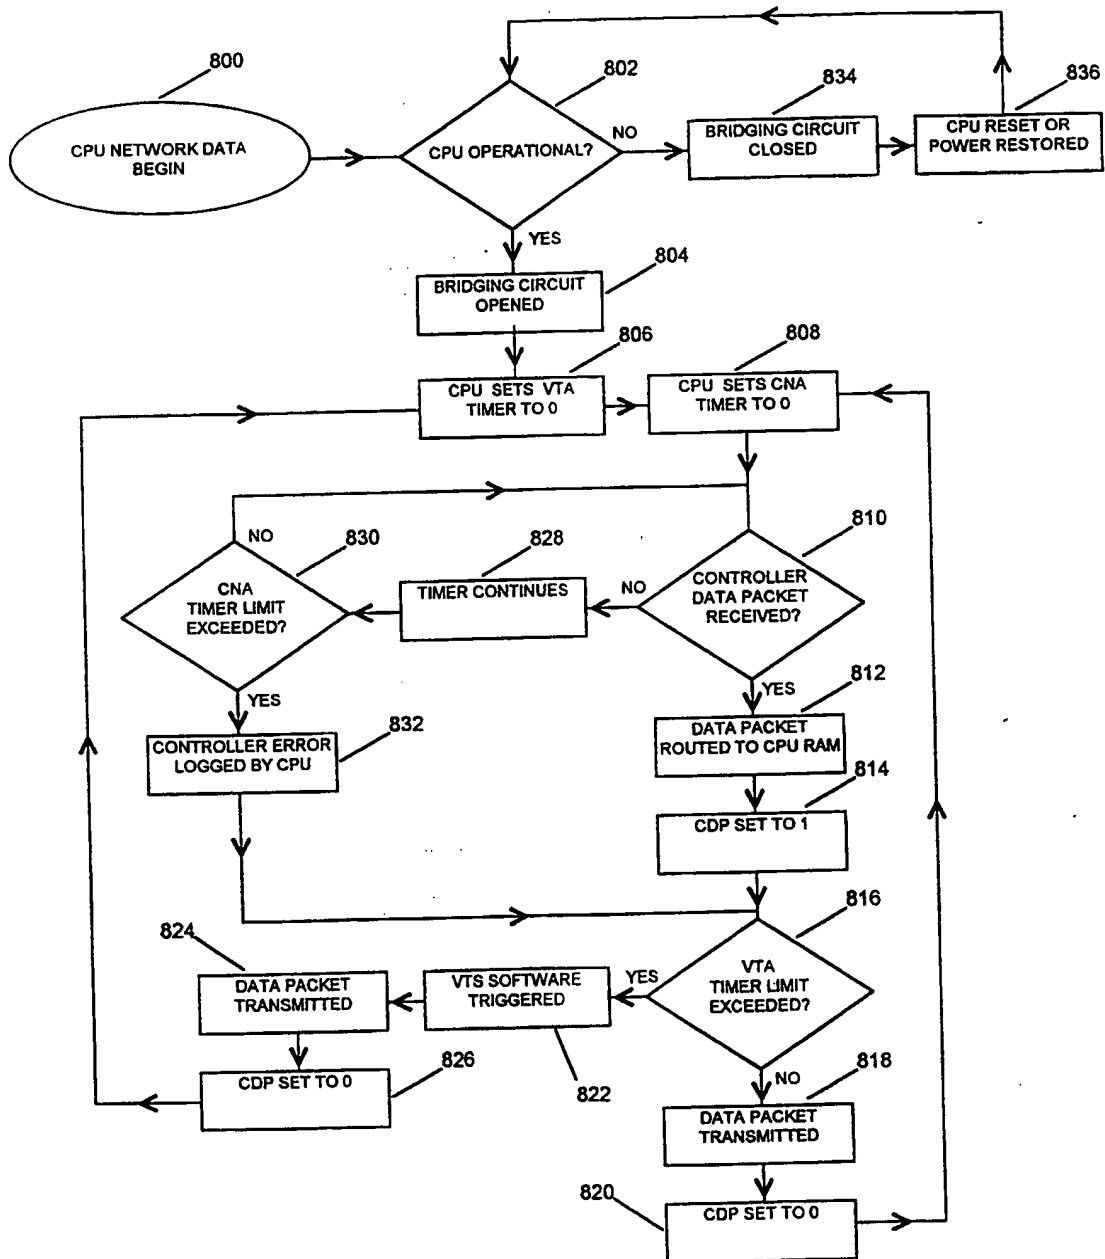 800
CPU NETWORK DATA
BEGIN
802
CPU OPERATIONAL?
NO
834
BRIDGING CIRCUIT
CLOSED
836
CPU RESET OR
POWER RESTORED
YES
804
BRIDGING CIRCUIT
OPENED
806
CPU SETS VTA
TIMER TO 0
808
CPU SETS CNA
TIMER TO 0
810
CONTROLLER
DATA PACKET
RECEIVED?
NO
828
TIMER CONTINUES
830
CNA
TIMER LIMIT
EXCEEDED?
NO
YES
832
CONTROLLER ERROR
LOGGED BY CPU
YES
812
DATA PACKET
ROUTED TO CPU RAM
814
CDP SET TO 1
816
VTA
TIMER LIMIT
EXCEEDED?
YES
VTS SOFTWARE
TRIGGERED
822
824
DATA PACKET
TRANSMITTED
826
CDP SET TO 0
NO
818
DATA PACKET
TRANSMITTED
820
CDP SET TO 0